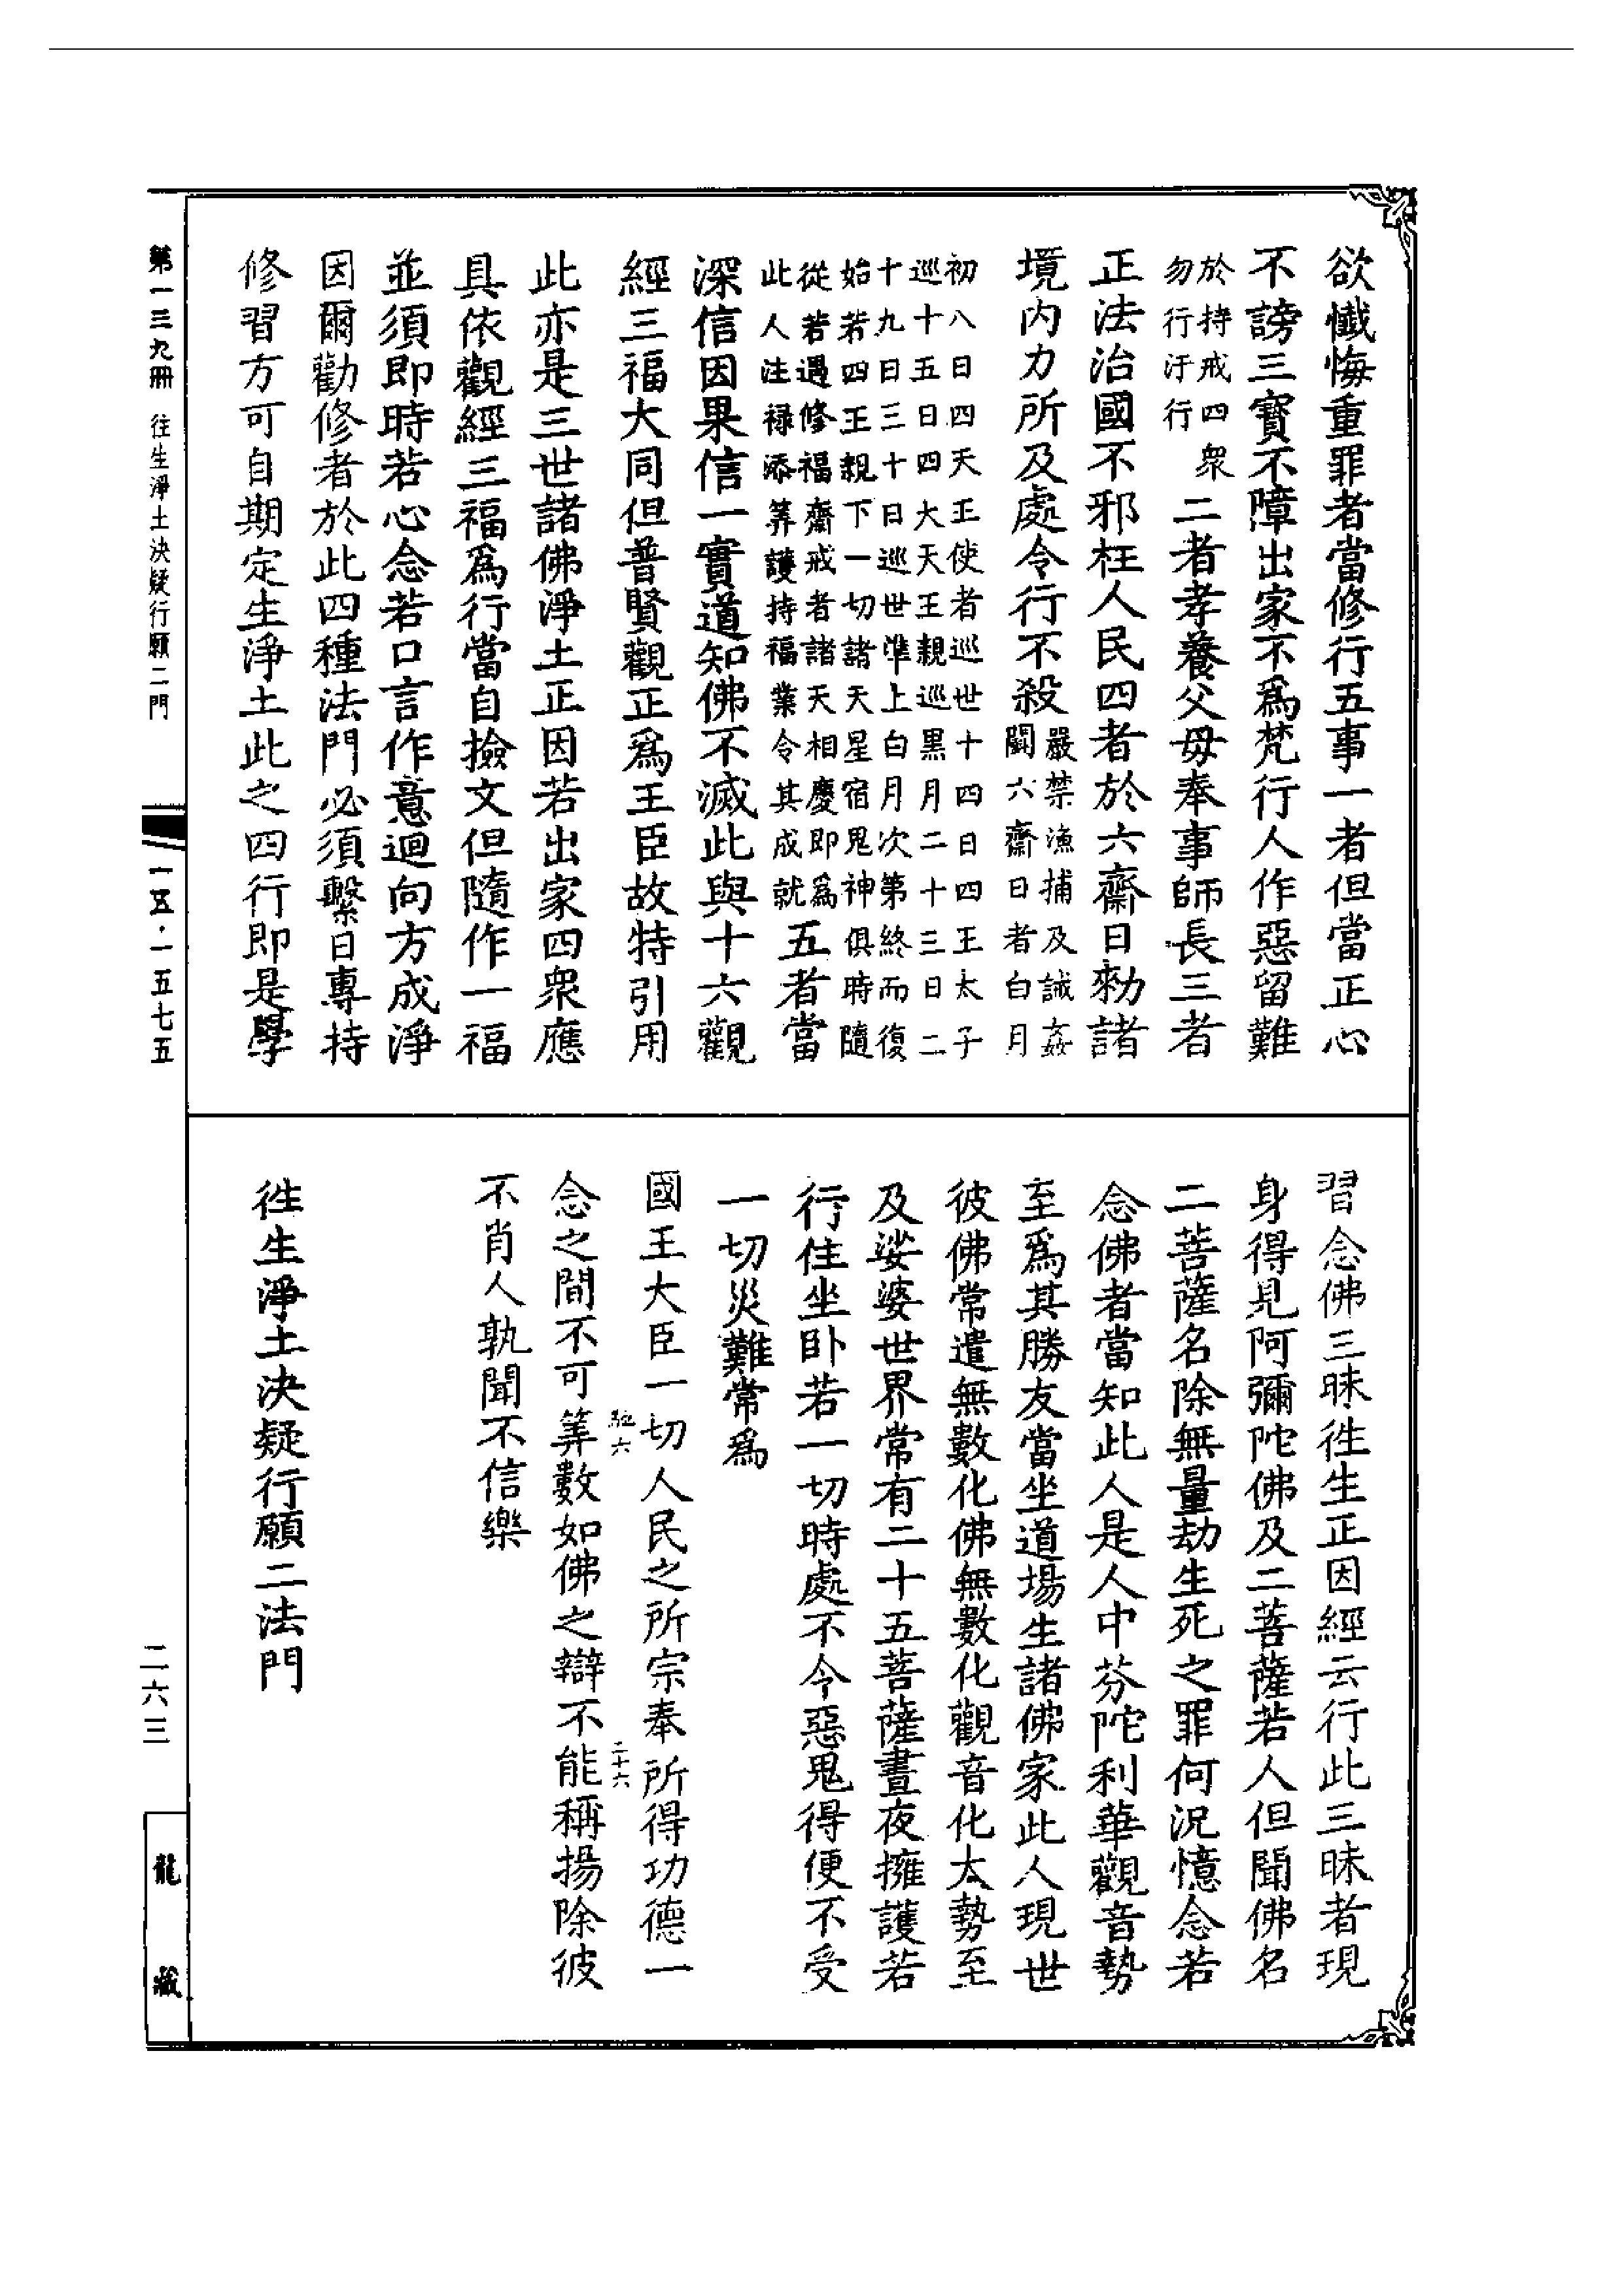 欲懺悔重罪者當修行五事一者但當正心
不謗三寶不障出家不爲梵行人作惡留難
於持戒四衆
勿行汙行
二者孝養父母奉事師長三者
正法治國不邪枉人民四者於六齋日勑諸
境內力所及處令行不殺
嚴禁漁捕及誡姦
鬬六齋日者白月
初八日四天王使者巡世十四日四王太子
巡十五日四大天王親巡黑月二十三日二
十九日三十日巡世準上白月次第終而復
始若四王親下一切諸天星宿鬼神俱時隨
從若遇修福齋戒者諸天相慶即爲
此人注祿添筭護持福業令其成就
五者當
深信因果信一實道知佛不滅此與十六觀
經三福大同但普賢觀正爲王臣故特引用
此亦是三世諸佛淨土正因若出家四衆應
具依觀經三福爲行當自撿文但隨作一福
並須即時若心念若口言作意迴向方成淨
因爾勸修者於此四種法門必須繫日專持
修習方可自期定生淨土此之四行即是學
習念佛三昧徃生正因經云行此三昧者現
身得見阿彌陀佛及二菩薩若人但聞佛名
二菩薩名除無量劫生死之罪何況憶念若
念佛者當知此人是人中芬陀利華觀音勢
至爲其勝友當坐道場生諸佛家此人現世
彼佛常遣無數化佛無數化觀音化大勢至
及娑婆世界常有二十五菩薩晝夜擁護若
行住坐卧若一切時處不令惡鬼得便不受
一切災難常爲
國王大臣一切人民之所宗奉所得功德一
二十六
念之間不可筭數如佛之辯不能稱揚除彼
不肖人孰聞不信樂
徃生淨土決疑行願二法門
第一三九冊 往生淨土決疑行願二門
一五·一五七五
二六三
龍藏